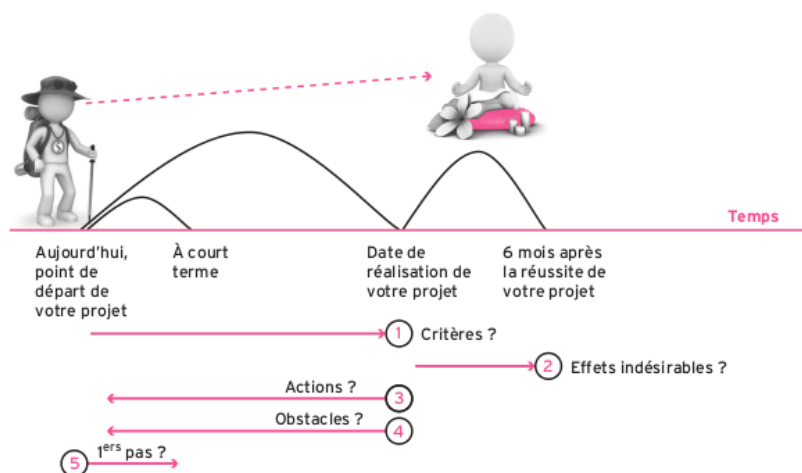 Temps
Aujourd'hui,
point de
départ de
votre projet
À court
terme
Date de
réalisation de
votre projet
6 mois après
la réussite de
votre projet
1 Critères ?
2 Effets indésirables ?
Actions ? 3
Obstacles ? 4
5 1ers pas ?